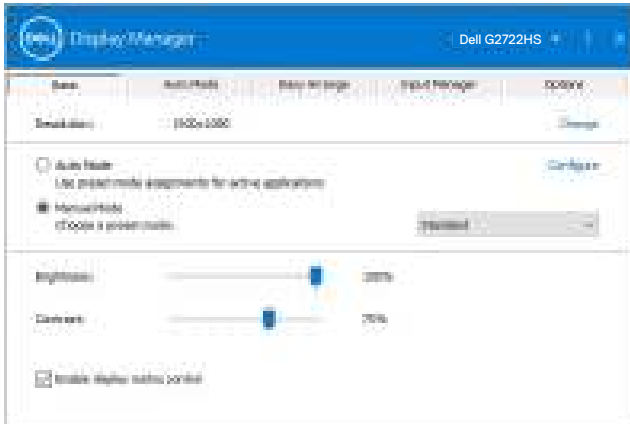 DELL Display Manager
Dell G2722HS
Basic Auto Mode Easy Arrange Input Manager Options
Resolution: 1920x1080 Change
Auto Mode Configure
Use preset mode assignments for active applications
Manual Mode
Choose a preset mode: Standard
Brightness: 100%
Contrast: 75%
Enable display matrix control